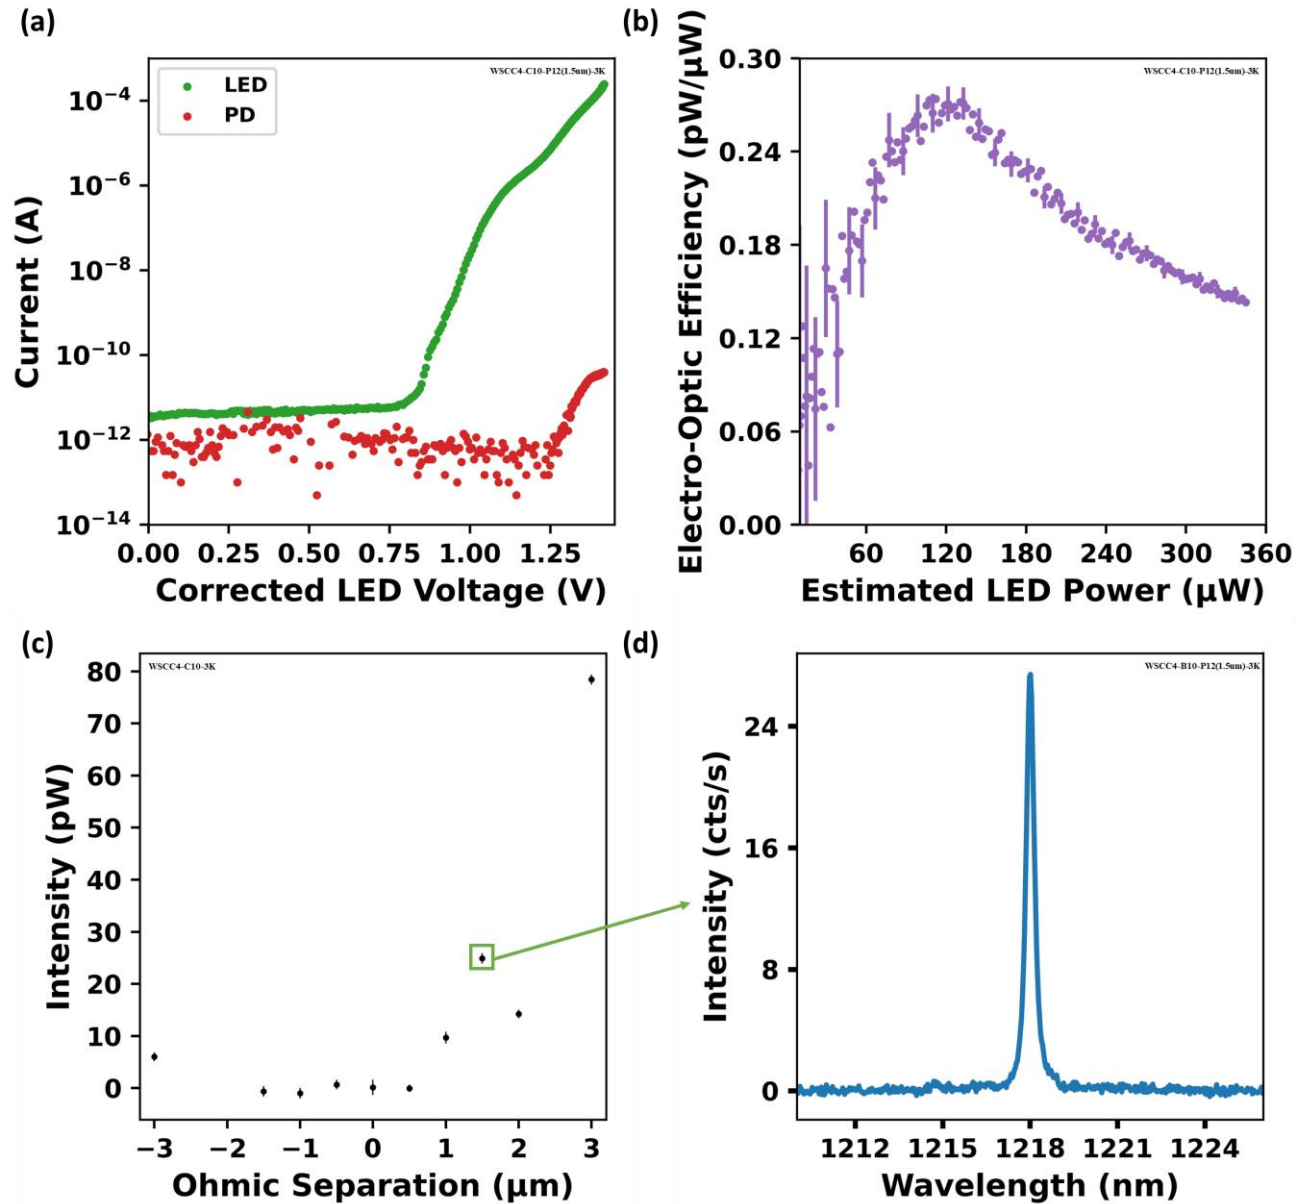 (a)
WSCC4-C10-P12(1.5um)-3K
LED
PD
10⁻⁴
10⁻⁶
10⁻⁸
10⁻¹⁰
10⁻¹²
10⁻¹⁴
Current (A)
0.00 0.25 0.50 0.75 1.00 1.25
Corrected LED Voltage (V)
(b)
WSCC4-C10-P12(1.5um)-3K
0.30
0.24
0.18
0.12
0.06
0.00
Electro-Optic Efficiency (pW/μW)
60 120 180 240 300 360
Estimated LED Power (μW)
(c)
WSCC4-C10-3K
80
70
60
50
40
30
20
10
0
Intensity (pW)
−3 −2 −1 0 1 2 3
Ohmic Separation (μm)
(d)
WSCC4-B10-P12(1.5um)-3K
24
16
8
0
Intensity (cts/s)
1212 1215 1218 1221 1224
Wavelength (nm)